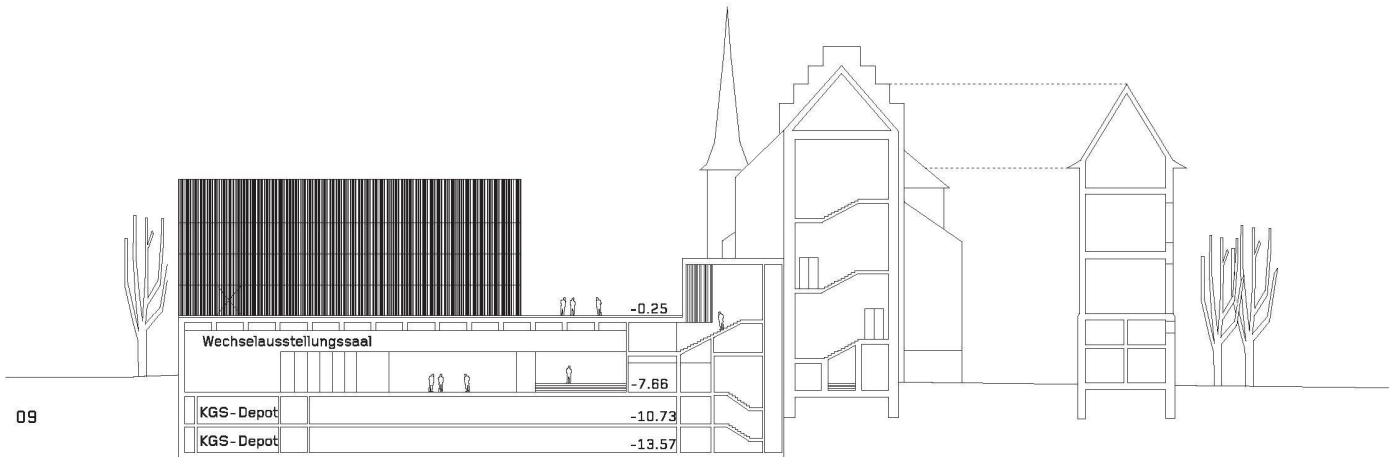 -0.25
Wechselausstellungssaal
-7.66
09
KGS-Depot
-10.73
KGS-Depot
-13.57